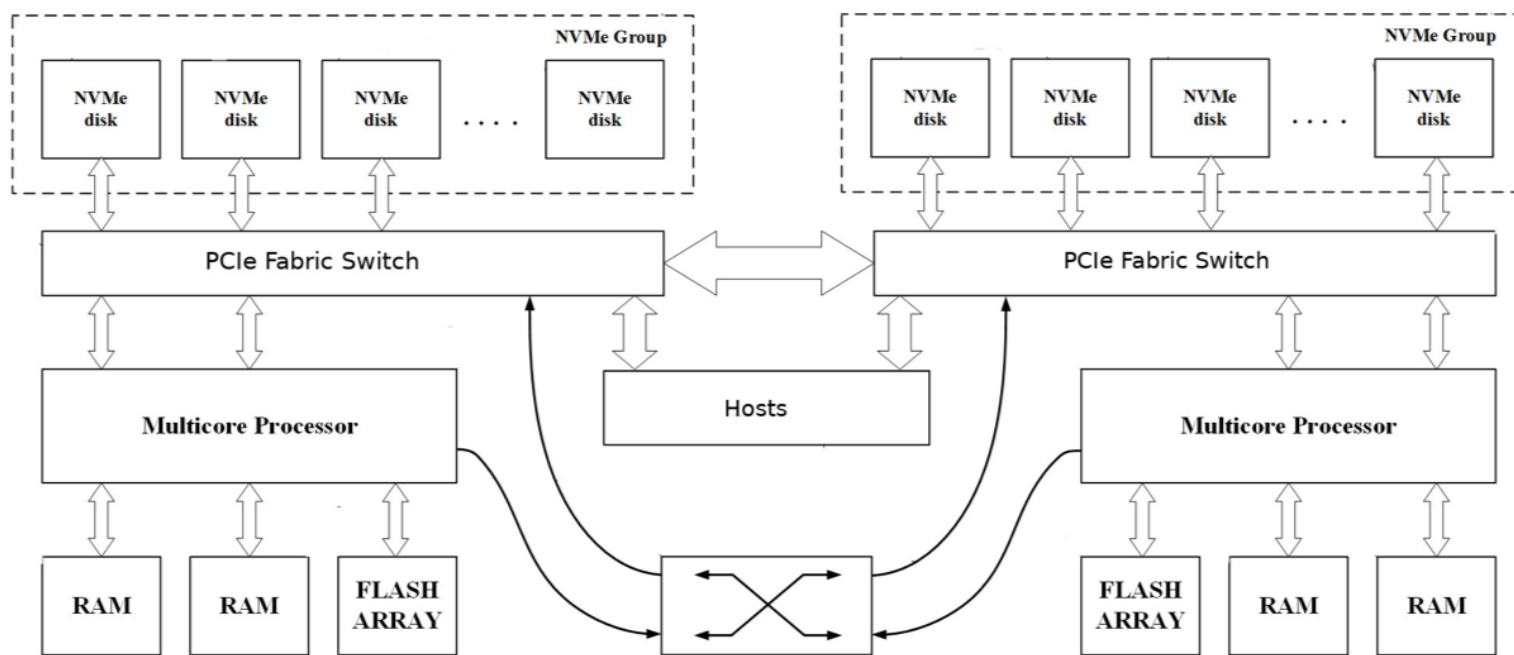 NVMe Group
NVMe
disk
NVMe
disk
NVMe
disk
. . . .
NVMe
disk
NVMe Group
NVMe
disk
NVMe
disk
NVMe
disk
. . . .
NVMe
disk
PCIe Fabric Switch
PCIe Fabric Switch
Multicore Processor
Hosts
Multicore Processor
RAM
RAM
FLASH
ARRAY
FLASH
ARRAY
RAM
RAM